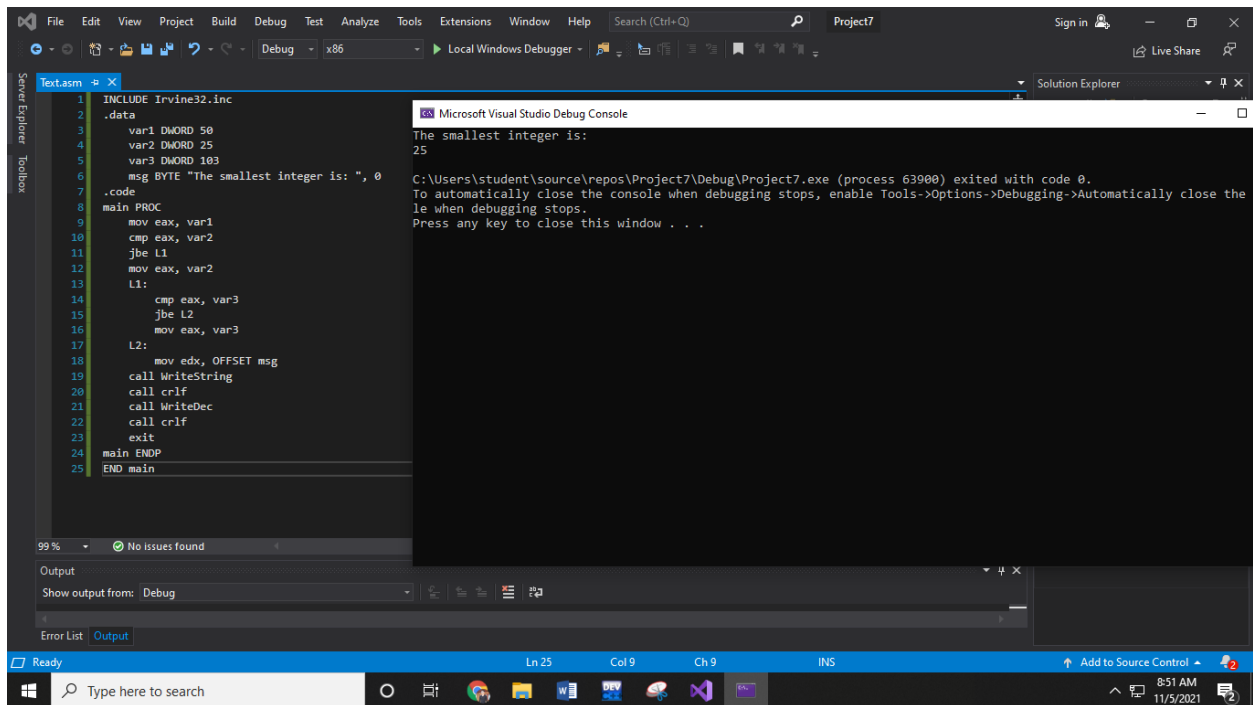 File Edit View Project Build Debug Test Analyze Tools Extensions Window Help Search (Ctrl+Q) Project7 Sign in
Debug x86 Local Windows Debugger Live Share
Server Explorer
Toolbox
Text.asm
Solution Explorer
1 INCLUDE Irvine32.inc
2 .data
3 var1 DWORD 50
4 var2 DWORD 25
5 var3 DWORD 103
6 msg BYTE "The smallest integer is: ", 0
7 .code
8 main PROC
9 mov eax, var1
10 cmp eax, var2
11 jbe L1
12 mov eax, var2
13 L1:
14 cmp eax, var3
15 jbe L2
16 mov eax, var3
17 L2:
18 mov edx, OFFSET msg
19 call WriteString
20 call crlf
21 call WriteDec
22 call crlf
23 exit
24 main ENDP
25 END main
Microsoft Visual Studio Debug Console
The smallest integer is:
25
C:\Users\student\source\repos\Project7\Debug\Project7.exe (process 63900) exited with code 0.
To automatically close the console when debugging stops, enable Tools->Options->Debugging->Automatically close the
le when debugging stops.
Press any key to close this window . . .
99 % No issues found
Output
Show output from: Debug
Error List Output
Ready Ln 25 Col 9 Ch 9 INS Add to Source Control 2
Type here to search
DEV
8:51 AM
11/5/2021
2